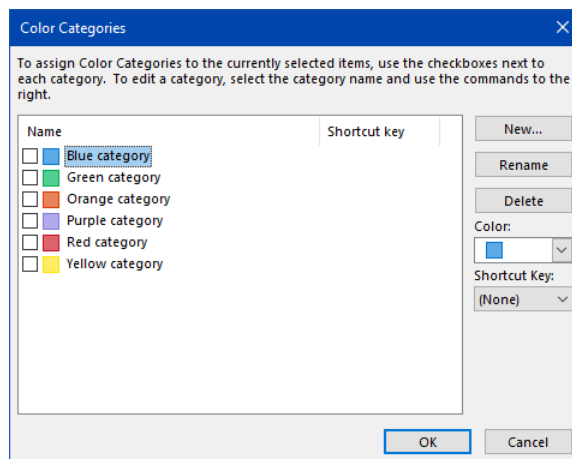 Color Categories
To assign Color Categories to the currently selected items, use the checkboxes next to
each category. To edit a category, select the category name and use the commands to the
right.
Name Shortcut key
Blue category
Green category
Orange category
Purple category
Red category
Yellow category
New...
Rename
Delete
Color:
Shortcut Key:
(None)
OK Cancel